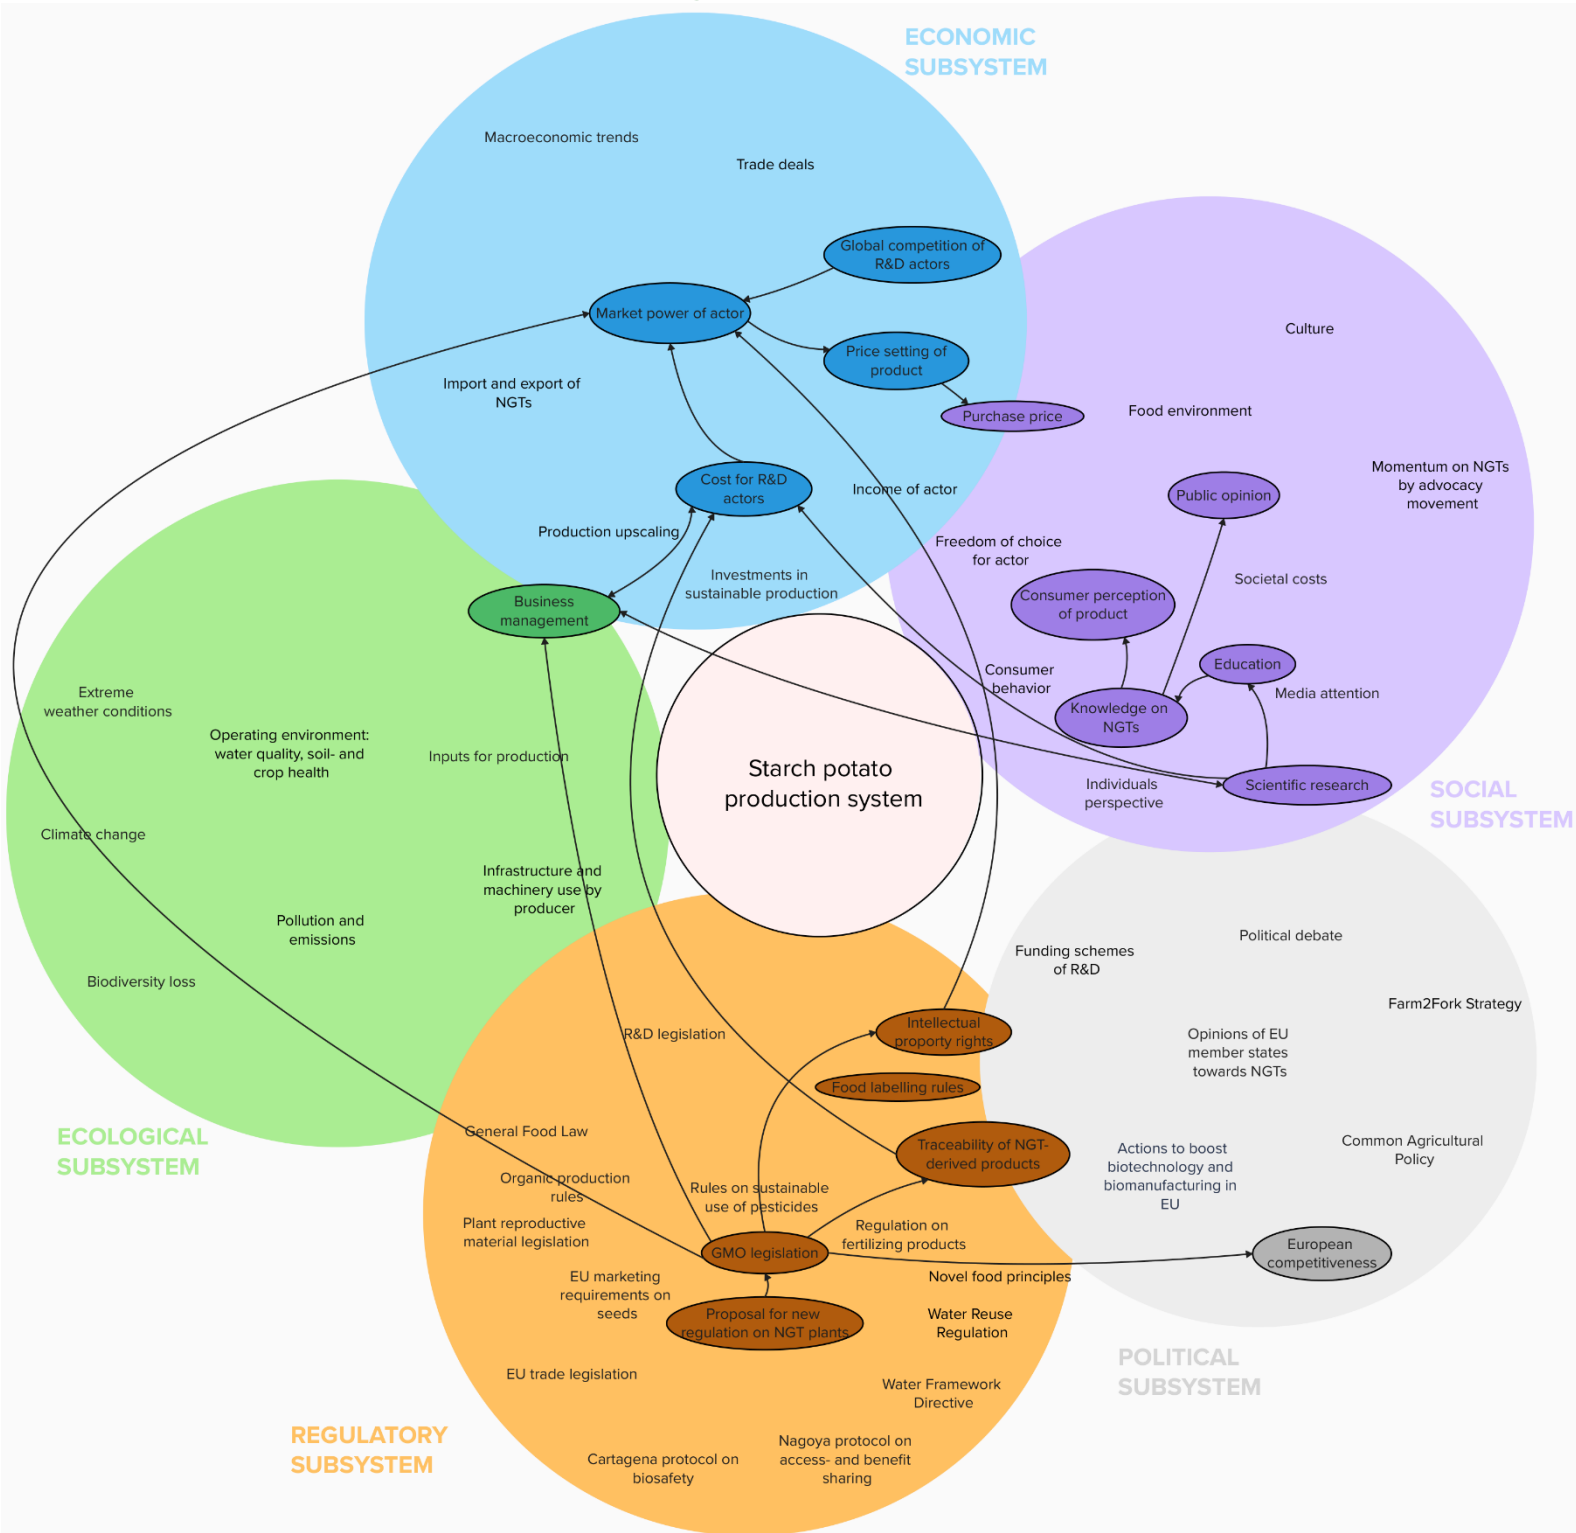 ECONOMIC
SUBSYSTEM
Macroeconomic trends
Trade deals
Global competition of
R&D actors
Market power of actor
Price setting of
product
Import and export of
NGTs
Purchase price
Cost for R&D
actors
Income of actor
Production upscaling
Investments in
sustainable production
Business
management
Culture
Food environment
Momentum on NGTs
by advocacy
movement
Public opinion
Freedom of choice
for actor
Societal costs
Consumer perception
of product
Education
Consumer
behavior
Media attention
Knowledge on
NGTs
Individuals
perspective
Scientific research
SOCIAL
SUBSYSTEM
Starch potato
production system
Extreme
weather conditions
Operating environment:
water quality, soil- and
crop health
Inputs for production
Climate change
Infrastructure and
machinery use by
producer
Pollution and
emissions
Biodiversity loss
ECOLOGICAL
SUBSYSTEM
Political debate
Funding schemes
of R&D
Farm2Fork Strategy
Opinions of EU
member states
towards NGTs
Common Agricultural
Policy
Actions to boost
biotechnology and
biomanufacturing in
EU
European
competitiveness
POLITICAL
SUBSYSTEM
R&D legislation
Intellectual
property rights
Food labelling rules
General Food Law
Traceability of NGT-
derived products
Organic production
rules
Rules on sustainable
use of pesticides
Plant reproductive
material legislation
Regulation on
fertilizing products
GMO legislation
EU marketing
requirements on
seeds
Novel food principles
Proposal for new
regulation on NGT plants
Water Reuse
Regulation
EU trade legislation
Water Framework
Directive
Cartagena protocol on
biosafety
Nagoya protocol on
access- and benefit
sharing
REGULATORY
SUBSYSTEM